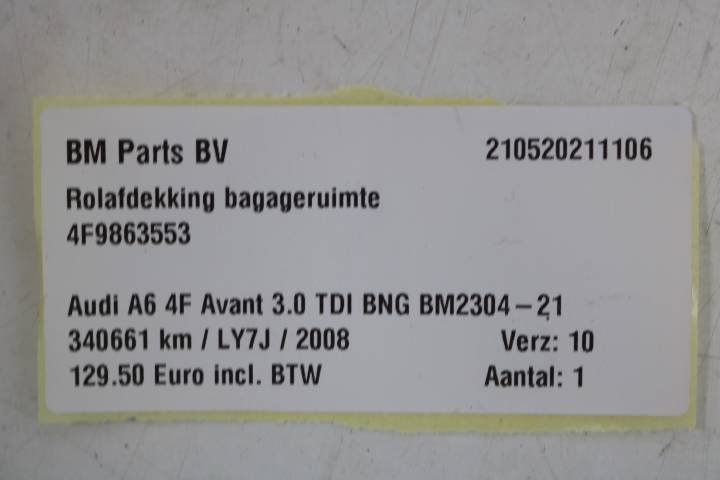 BM Parts BV 210520211106
Rolafdekking bagageruimte
4F9863553
Audi A6 4F Avant 3.0 TDI BNG BM2304-21
340661 km / LY7J / 2008 Verz: 10
129.50 Euro incl. BTW Aantal: 1